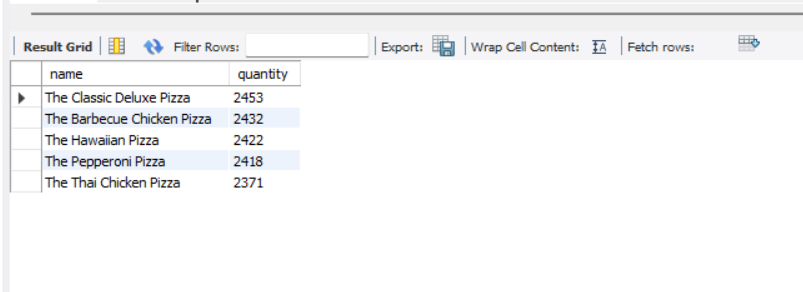 Result Grid Filter Rows: Export: Wrap Cell Content: Fetch rows:
name quantity
The Classic Deluxe Pizza 2453
The Barbecue Chicken Pizza 2432
The Hawaiian Pizza 2422
The Pepperoni Pizza 2418
The Thai Chicken Pizza 2371